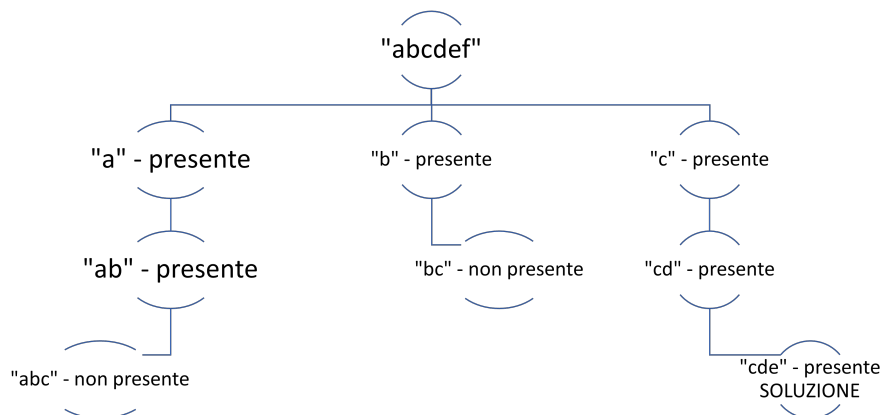 "abcdef"
"a" - presente
"b" - presente
"c" - presente
"ab" - presente
"bc" - non presente
"cd" - presente
"abc" - non presente
"cde" - presente
SOLUZIONE